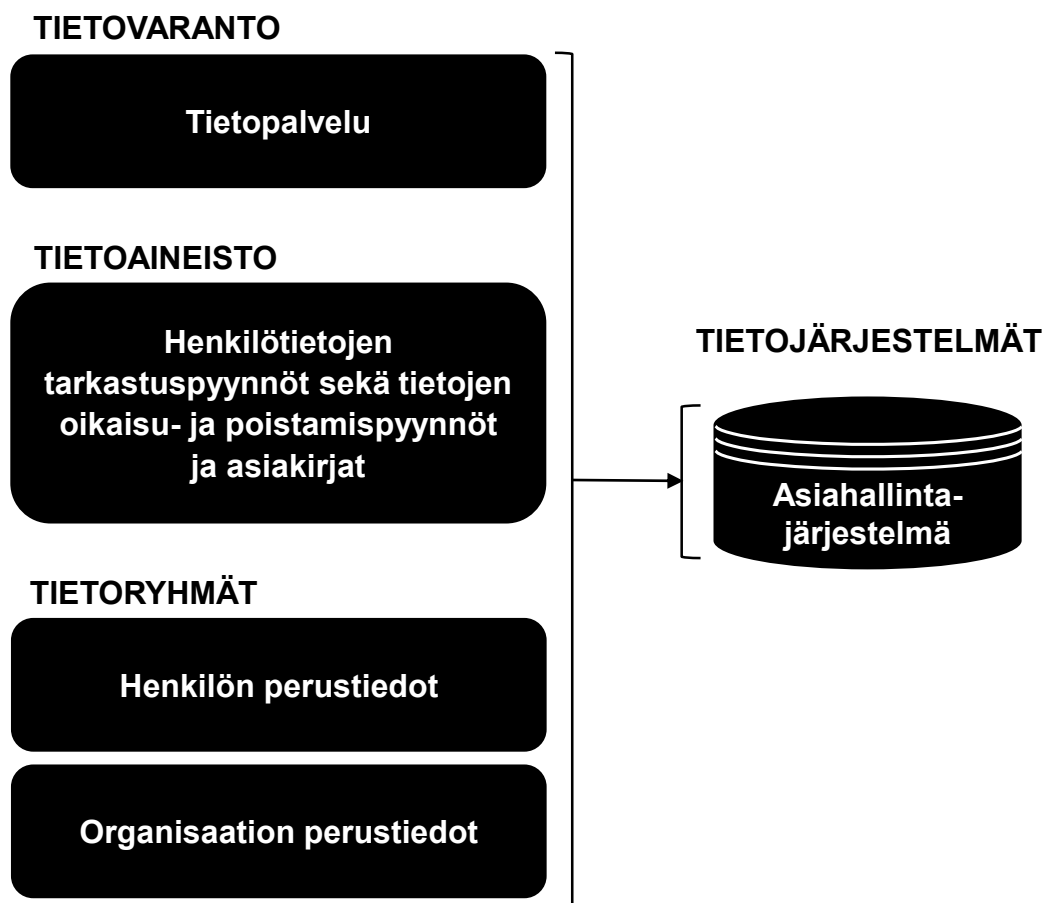 TIETOVARANTO
Tietopalvelu
TIETOAINEISTO
Henkilötietojen
tarkastuspyynnöt sekä tietojen
oikaisu- ja poistamispyynnöt
ja asiakirjat
TIETORYHMÄT
Henkilön perustiedot
Organisaation perustiedot
TIETOJÄRJESTELMÄT
Asiahallinta-
järjestelmä